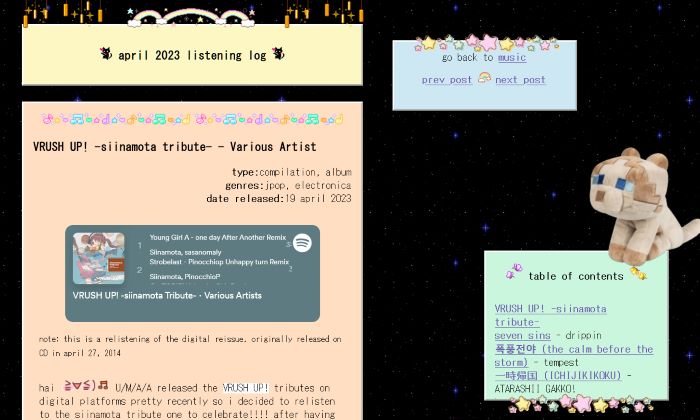 april 2023 listening log
go back to music
prev post next post
VRUSH UP! -siinamota tribute- - Various Artist
type:compilation, album
genres:jpop, electronica
date released:19 april 2023
1 Young Girl A - one day After Another Remix
Siinamota, sasanomaly
2 Strobelast - Pinocchiop Unhappy turn Remix
Siinamota, PinocchioP
VRUSH UP! -siinamota Tribute- · Various Artists
note: this is a relistening of the digital reissue. originally released on
CD in april 27, 2014
hai ≧∀≦)♬ U/M/A/A released the VRUSH UP! tributes on
digital platforms pretty recently so i decided to relisten
to the siinamota tribute one to celebrate!!!! after having
table of contents
VRUSH UP! -siinamota
tribute-
seven sins - drippin
폭풍전야 (the calm before the
storm) - tempest
一時帰国 (ICHIJIKIKOKU) -
ATARASHII GAKKO!